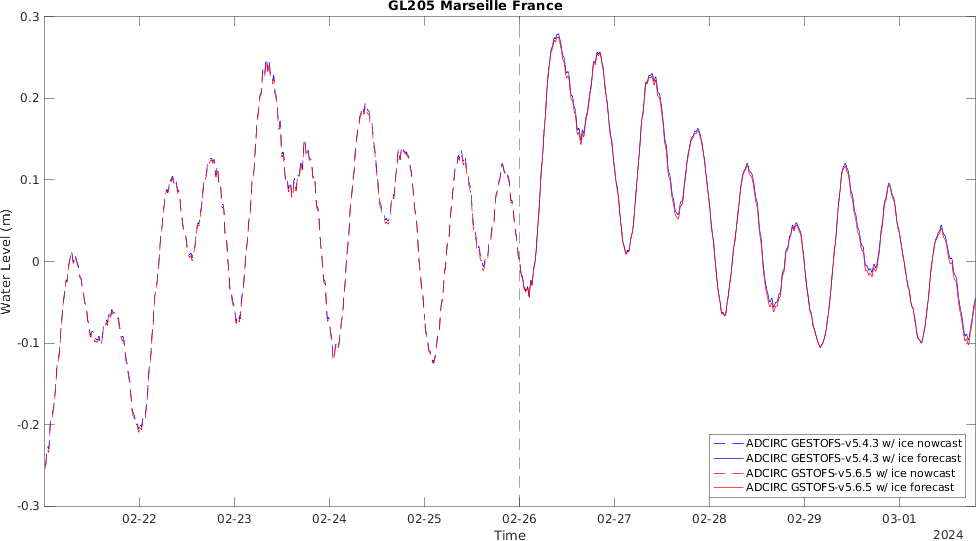 GL205 Marseille France
0.3
0.2
0.1
0
-0.1
-0.2
-0.3
Water Level (m)
02-22
02-23
02-24
02-25
02-26
02-27
02-28
02-29
03-01
Time
2024
ADCIRC GESTOFS-v5.4.3 w/ ice nowcast
ADCIRC GESTOFS-v5.4.3 w/ ice forecast
ADCIRC GSTOFS-v5.6.5 w/ ice nowcast
ADCIRC GSTOFS-v5.6.5 w/ ice forecast